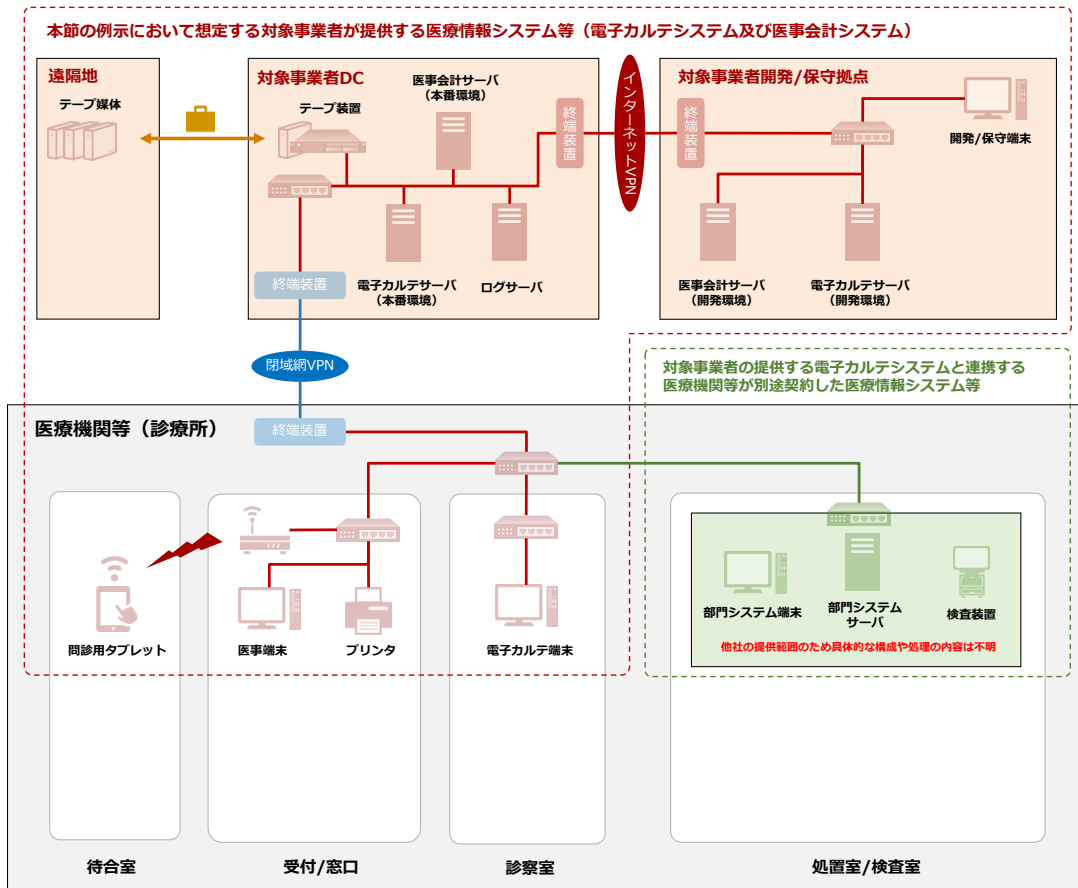 本節の例示において想定する対象事業者が提供する医療情報システム等（電子カルテシステム及び医事会計システム）
遠隔地
テープ媒体
対象事業者DC
テープ装置
医事会計サーバ
（本番環境）
終端装置
インターネットVPN
対象事業者開発/保守拠点
終端装置
開発/保守端末
終端装置
電子カルテサーバ
（本番環境）
ログサーバ
医事会計サーバ
（開発環境）
電子カルテサーバ
（開発環境）
閉域網VPN
対象事業者の提供する電子カルテシステムと連携する
医療機関等が別途契約した医療情報システム等
医療機関等（診療所）
終端装置
問診用タブレット
医事端末
プリンタ
電子カルテ端末
部門システム端末
部門システム
サーバ
検査装置
他社の提供範囲のため具体的な構成や処理の内容は不明
待合室
受付/窓口
診察室
処置室/検査室